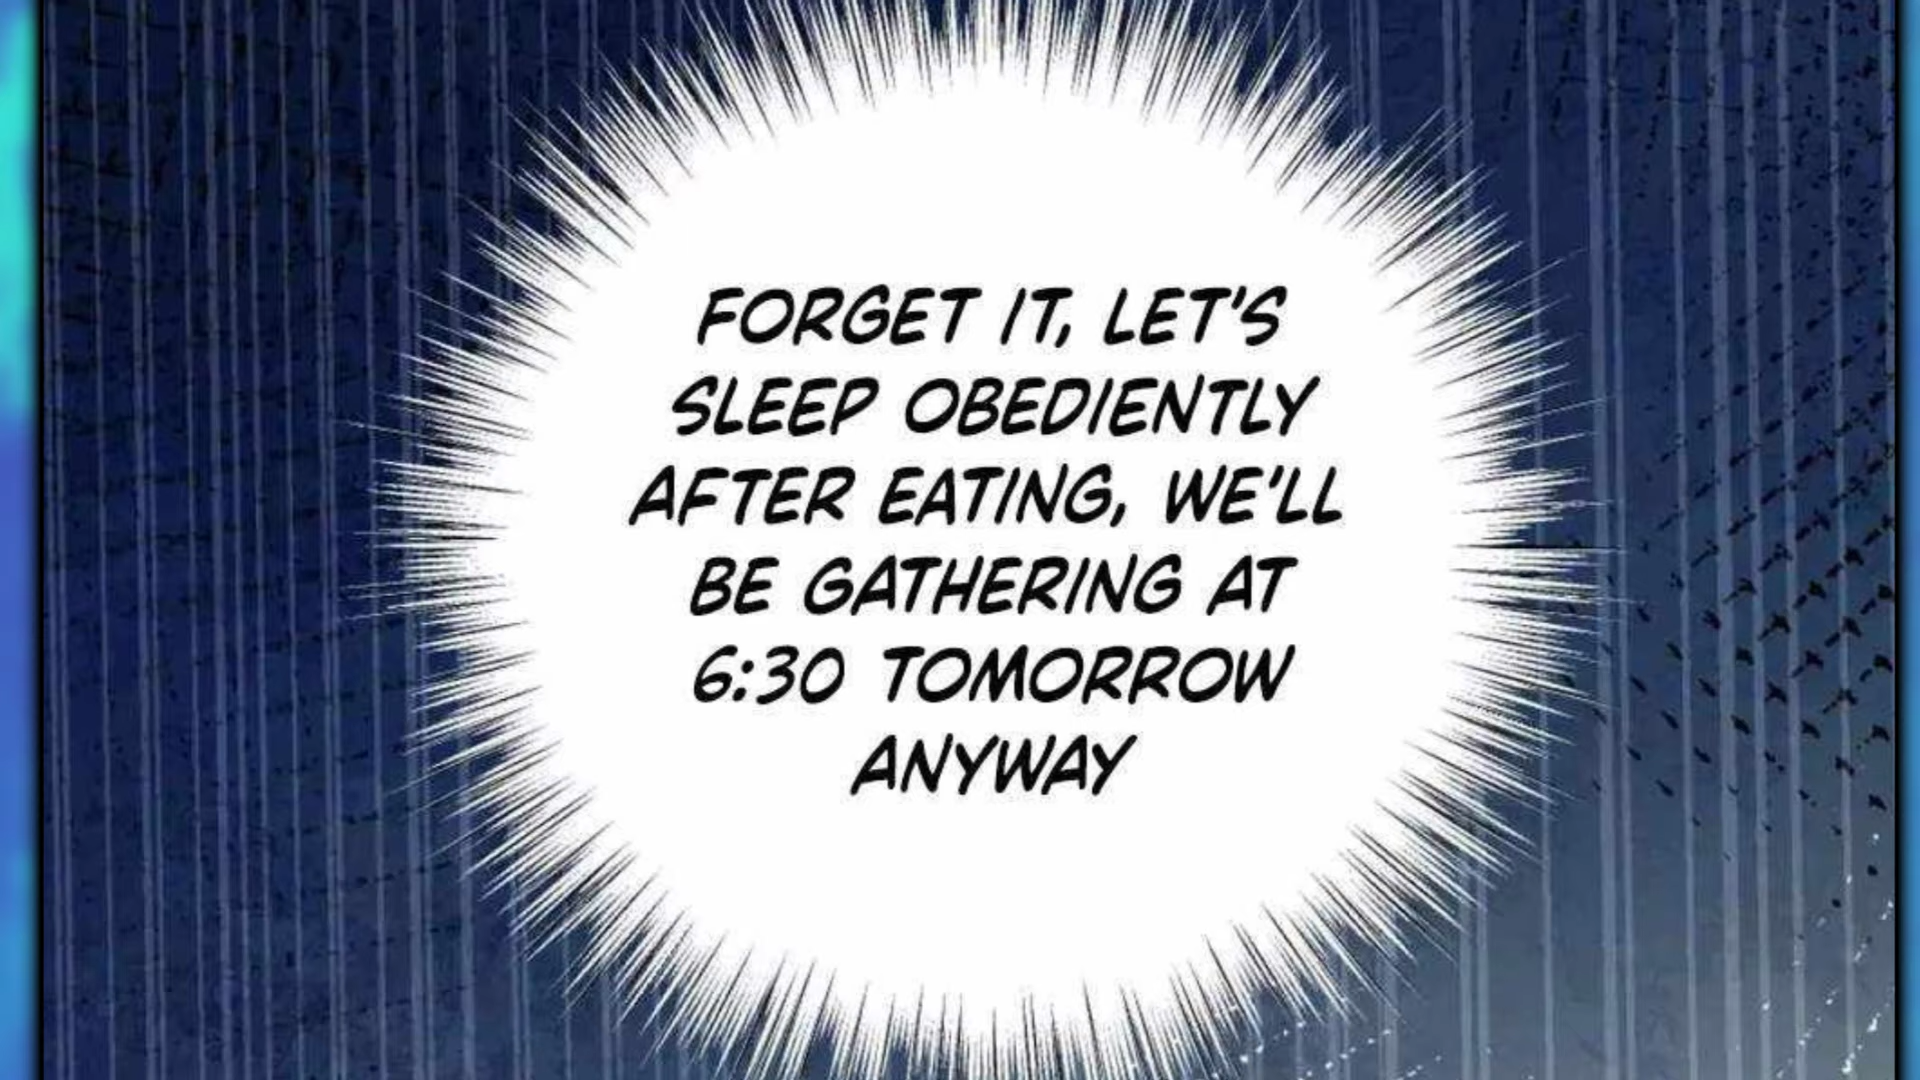 FORGET IT, LET'S
SLEEP OBEDIENTLY
AFTER EATING, WE'LL
BE GATHERING AT
6:30 TOMORROW
ANYWAY